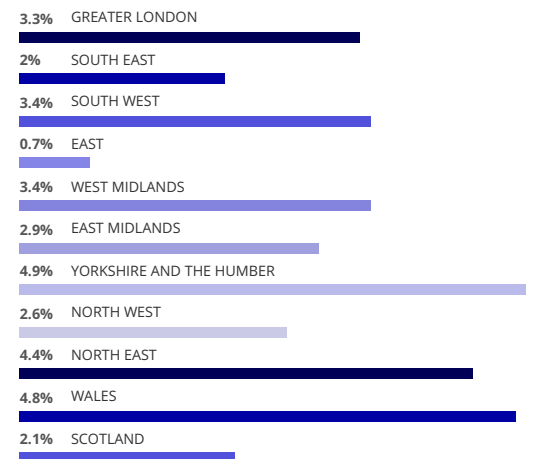 3.3% GREATER LONDON
2% SOUTH EAST
3.4% SOUTH WEST
0.7% EAST
3.4% WEST MIDLANDS
2.9% EAST MIDLANDS
4.9% YORKSHIRE AND THE HUMBER
2.6% NORTH WEST
4.4% NORTH EAST
4.8% WALES
2.1% SCOTLAND